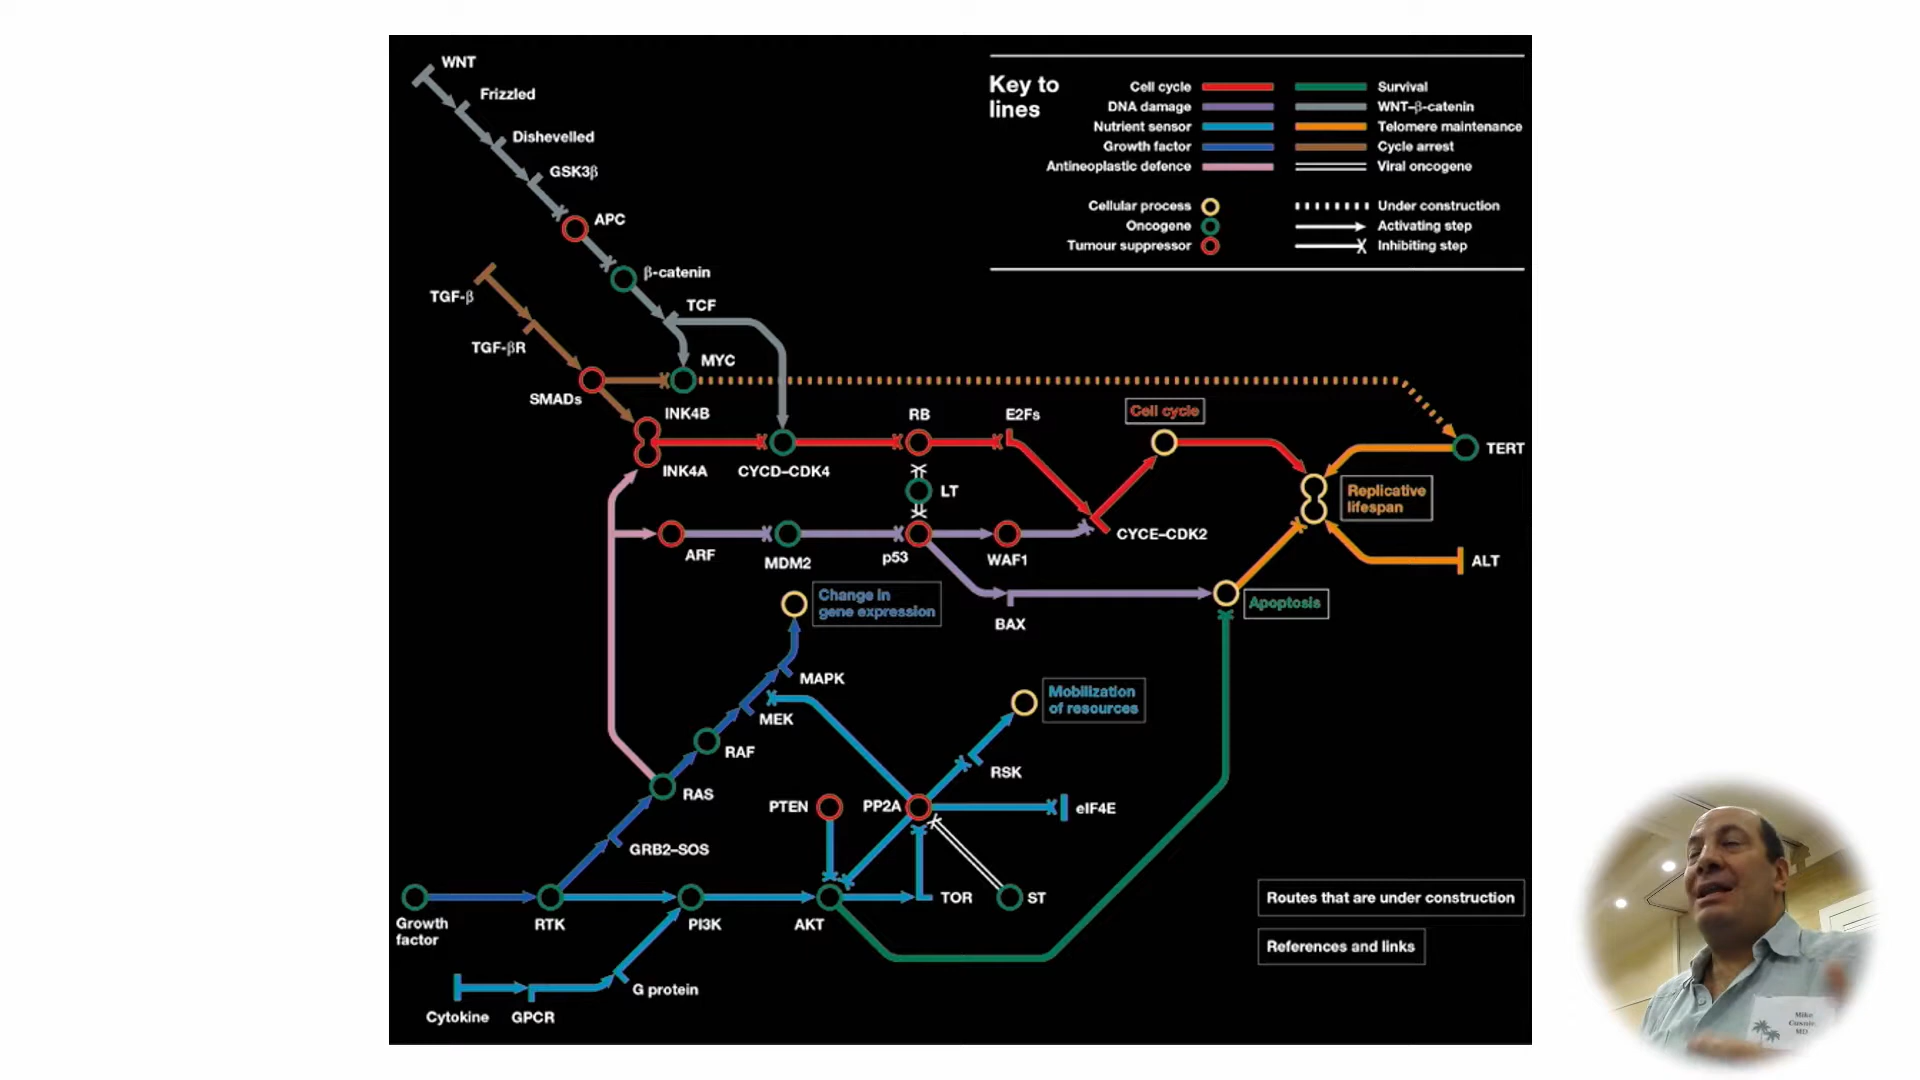 WNT
Frizzled
Dishevelled
GSK3β
APC
β-catenin
TCF
MYC
TGF-β
TGF-βR
SMADs
INK4B
INK4A
CYCD–CDK4
RB
E2Fs
Cell cycle
LT
TERT
Replicative
lifespan
ARF
MDM2
p53
WAF1
CYCE–CDK2
ALT
BAX
Apoptosis
Change in
gene expression
MAPK
MEK
RAF
RAS
GRB2–SOS
Mobilization
of resources
RSK
PTEN
PP2A
eIF4E
Growth
factor
RTK
PI3K
AKT
TOR
ST
Cytokine
GPCR
G protein
Key to
lines
Cell cycle
DNA damage
Nutrient sensor
Growth factor
Antineoplastic defence
Survival
WNT–β-catenin
Telomere maintenance
Cycle arrest
Viral oncogene
Cellular process
Oncogene
Tumour suppressor
Under construction
Activating step
Inhibiting step
Routes that are under construction
References and links
Mike
MD